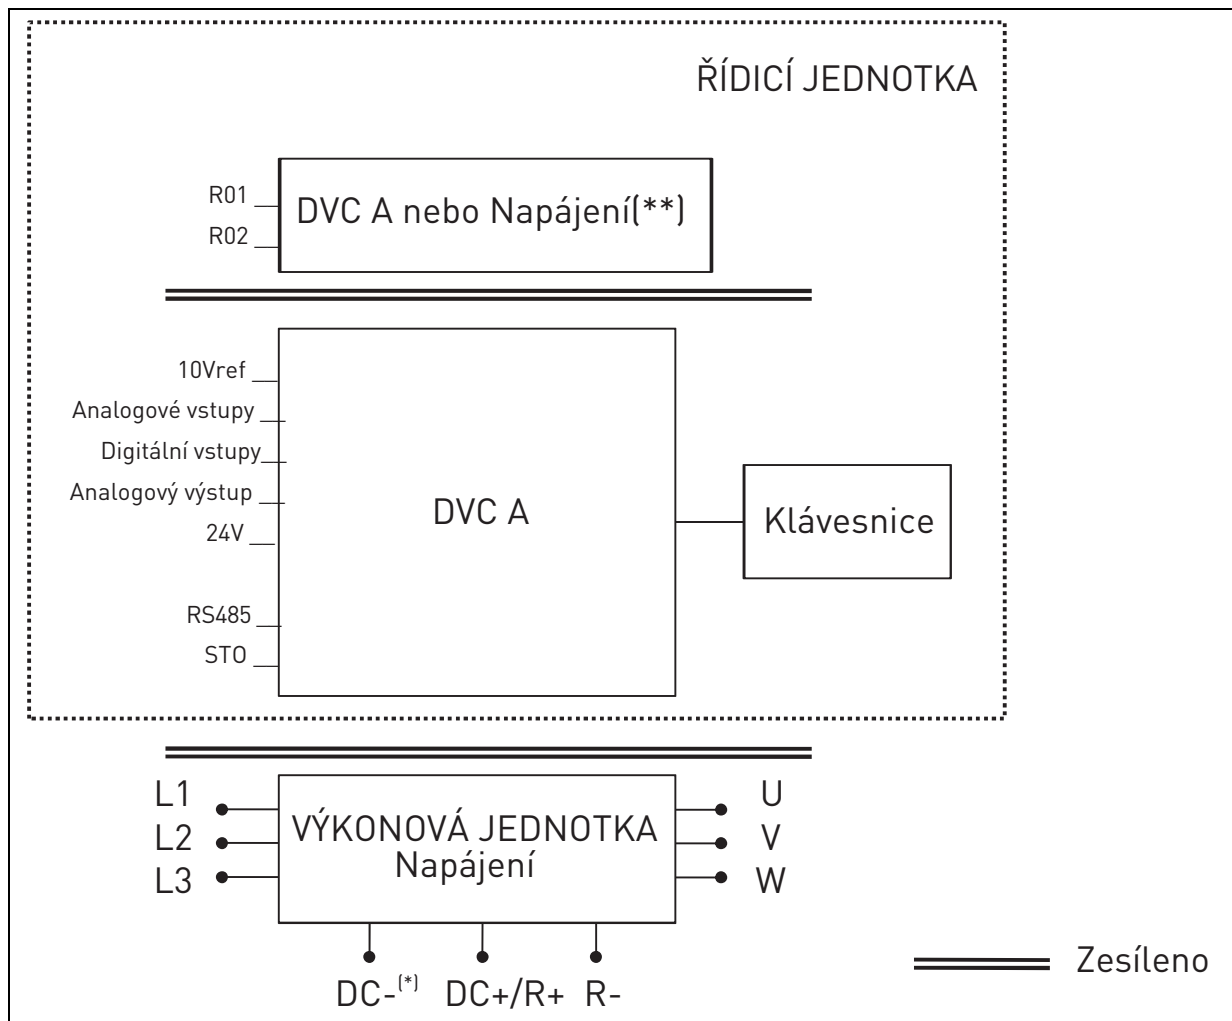 ŘÍDICÍ JEDNOTKA
R01
R02
DVC A nebo Napájení(**)
10Vref
Analogové vstupy
Digitální vstupy
Analogový výstup
24V
RS485
STO
DVC A
Klávesnice
L1
L2
L3
VÝKONOVÁ JEDNOTKA
Napájení
U
V
W
DC-(*) DC+/R+ R-
Zesíleno